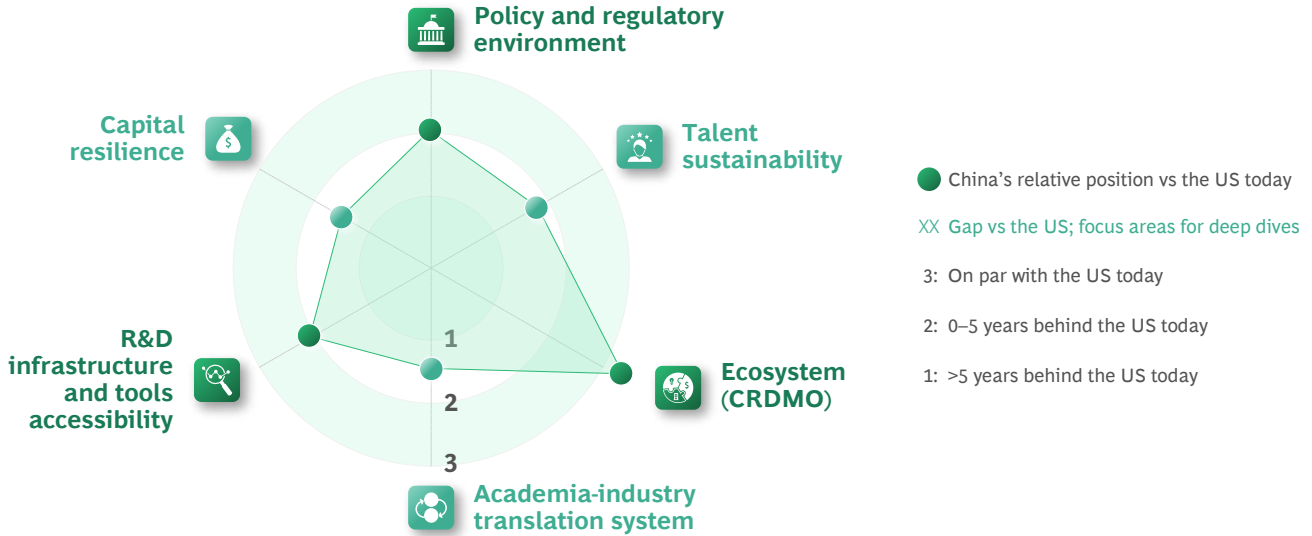 Policy and regulatory
environment
Capital
resilience
Talent
sustainability
R&D
infrastructure
and tools
accessibility
1
2
3
Ecosystem
(CRDMO)
Academia-industry
translation system
China's relative position vs the US today
XX Gap vs the US; focus areas for deep dives
3: On par with the US today
2: 0–5 years behind the US today
1: >5 years behind the US today